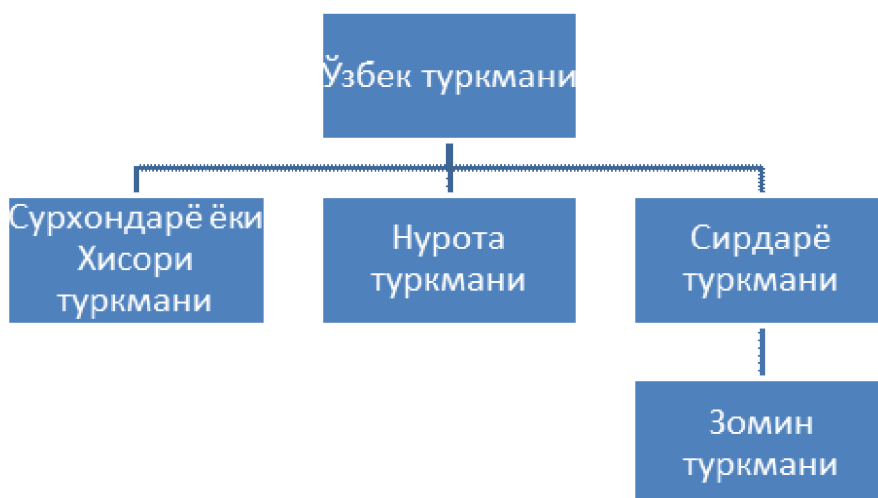 Ўзбек туркмани
Сурхондарё ёки
Хисори
туркмани
Нурота
туркмани
Сирдарё
туркмани
Зомин
туркмани